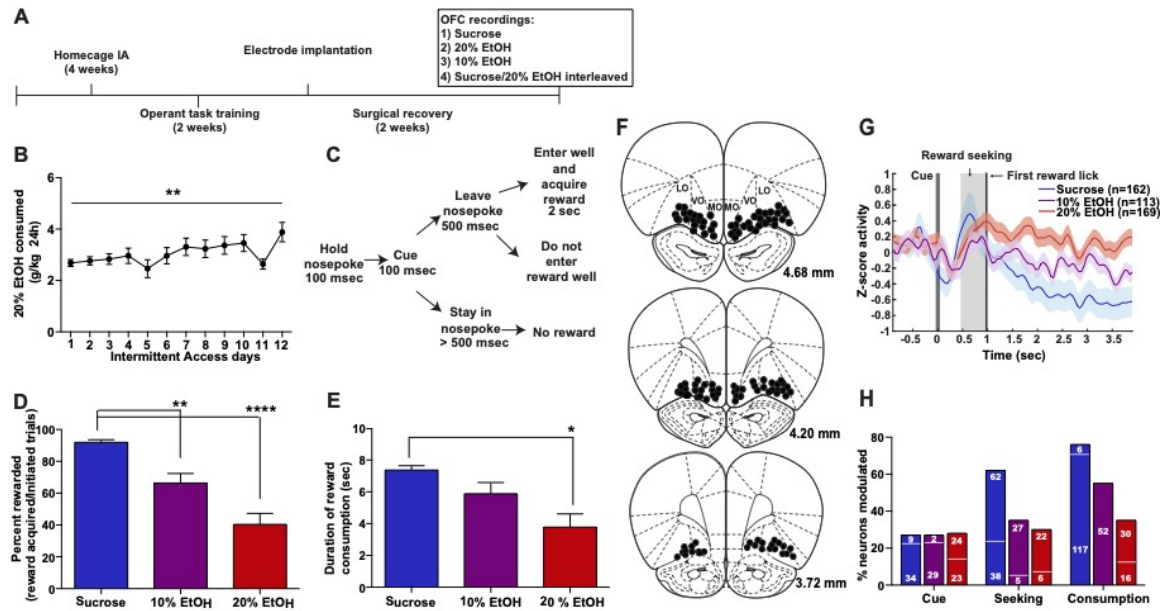 A
Homecage IA
(4 weeks)
Electrode implantation
OFC recordings:
1) Sucrose
2) 20% EtOH
3) 10% EtOH
4) Sucrose/20% EtOH interleaved
Operant task training
(2 weeks)
Surgical recovery
(2 weeks)
B
20% EtOH consumed
(g/kg 24h)
6
4
2
0
**
1 2 3 4 5 6 7 8 9 10 11 12
Intermittent Access days
C
Hold
nosepoke
100 msec
Cue
100 msec
Leave
nosepoke
500 msec
Enter well
and
acquire
reward
2 sec
Do not
enter
reward well
Stay in
nosepoke
> 500 msec
No reward
D
Percent rewarded
(reward acquired/initiated trials)
100
80
60
40
20
0
**
****
Sucrose 10% EtOH 20% EtOH
E
Duration of reward
consumption (sec)
10
8
6
4
2
0
*
Sucrose 10% EtOH 20 % EtOH
F
LO VO MO MO VO LO
4.68 mm
4.20 mm
3.72 mm
G
Reward seeking
Cue
First reward lick
Sucrose (n=162)
10% EtOH (n=113)
20% EtOH (n=169)
Z-score activity
1
0.8
0.6
0.4
0.2
0
-0.2
-0.4
-0.6
-0.8
-1
-0.5 0 0.5 1 1.5 2 2.5 3 3.5
Time (sec)
H
% neurons modulated
80
60
40
20
0
9 2 24
34 29 23
62 27 22
38 5 6
6 52 30
117 16
Cue Seeking Consumption